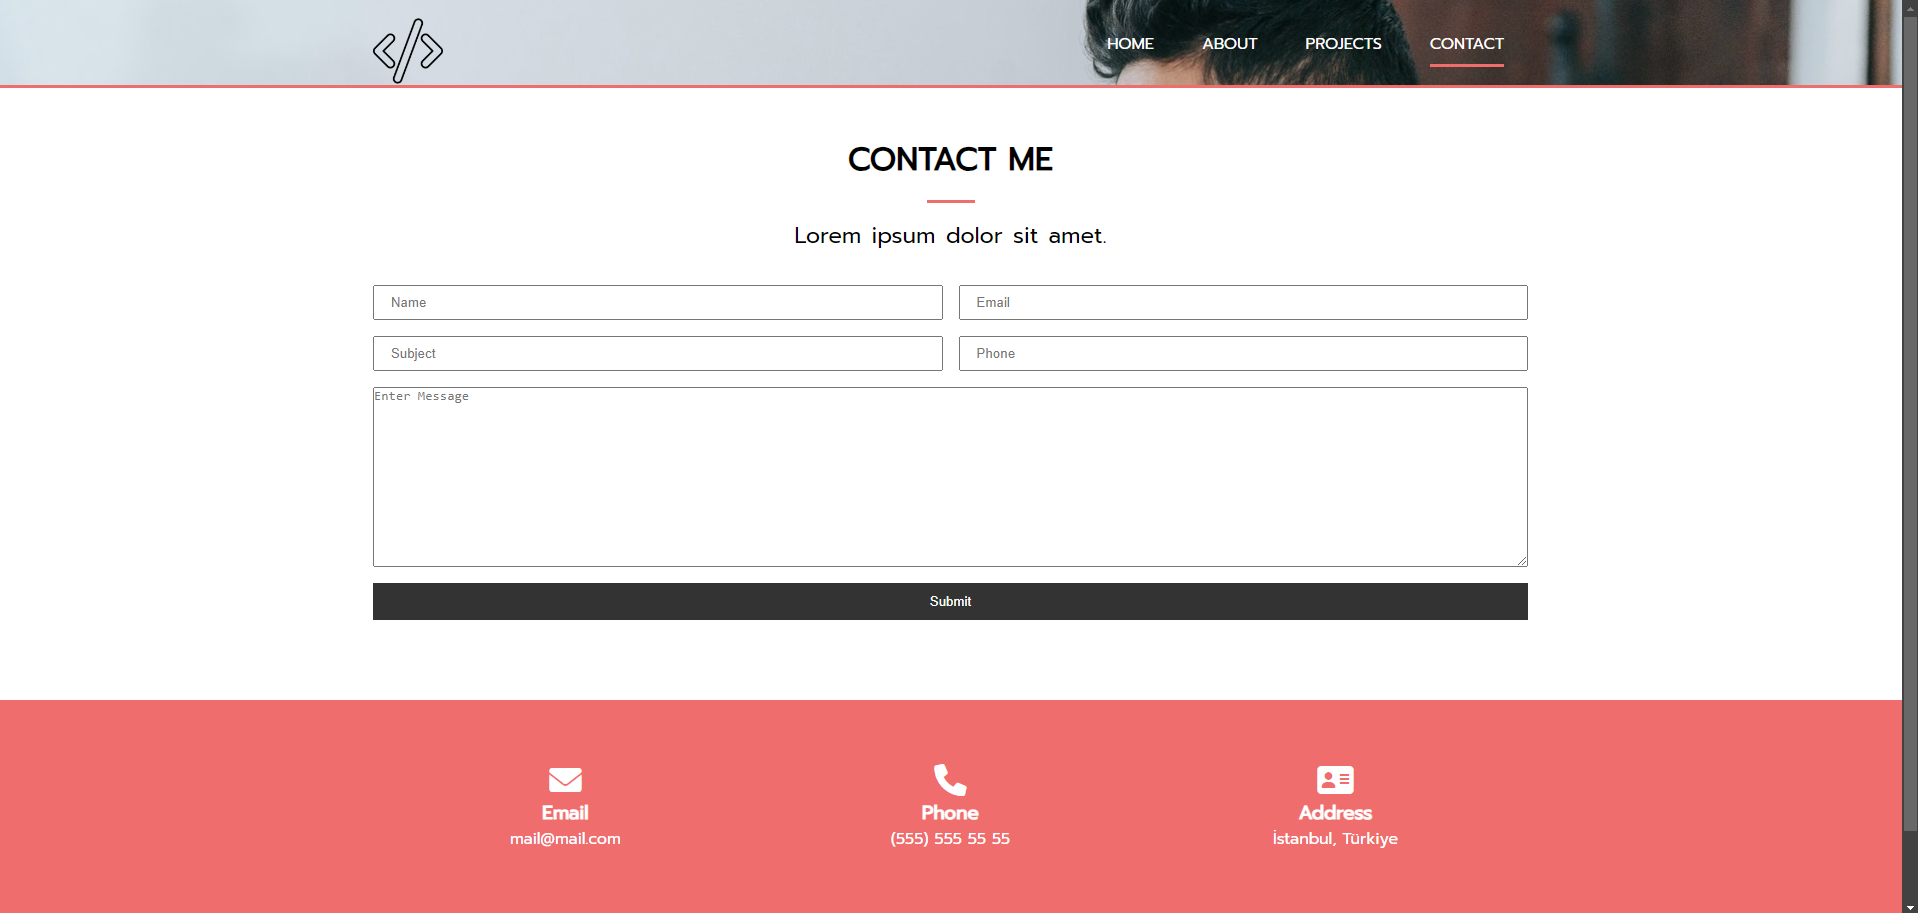 HOME ABOUT PROJECTS CONTACT
CONTACT ME
Lorem ipsum dolor sit amet.
Name Email
Subject Phone
Enter Message
Submit
Email Phone Address
mail@mail.com (555) 555 55 55 İstanbul, Türkiye